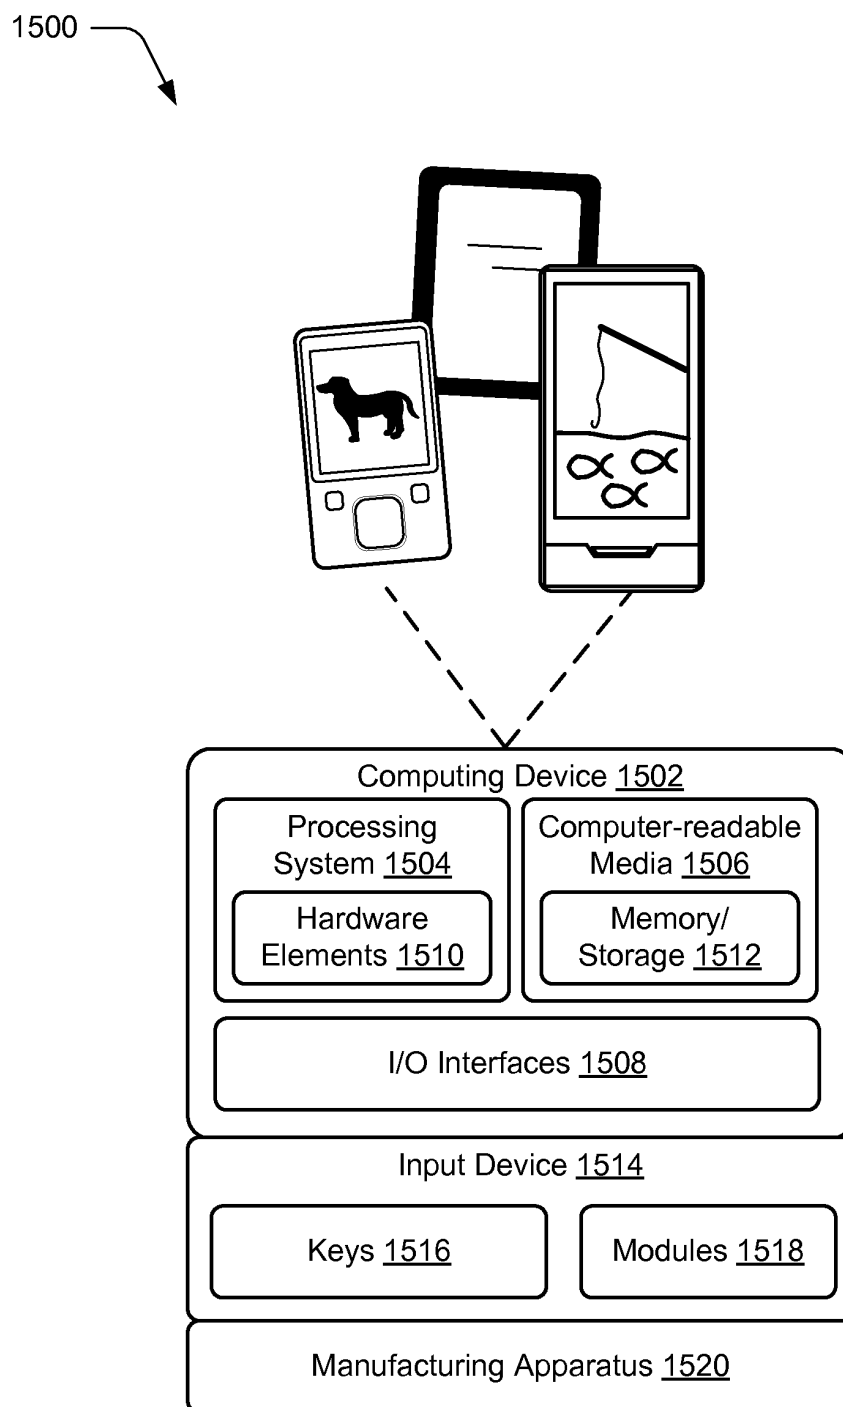 1500
Computing Device 1502
Processing
System 1504
Computer-readable
Media 1506
Hardware
Elements 1510
Memory/
Storage 1512
I/O Interfaces 1508
Input Device 1514
Keys 1516
Modules 1518
Manufacturing Apparatus 1520